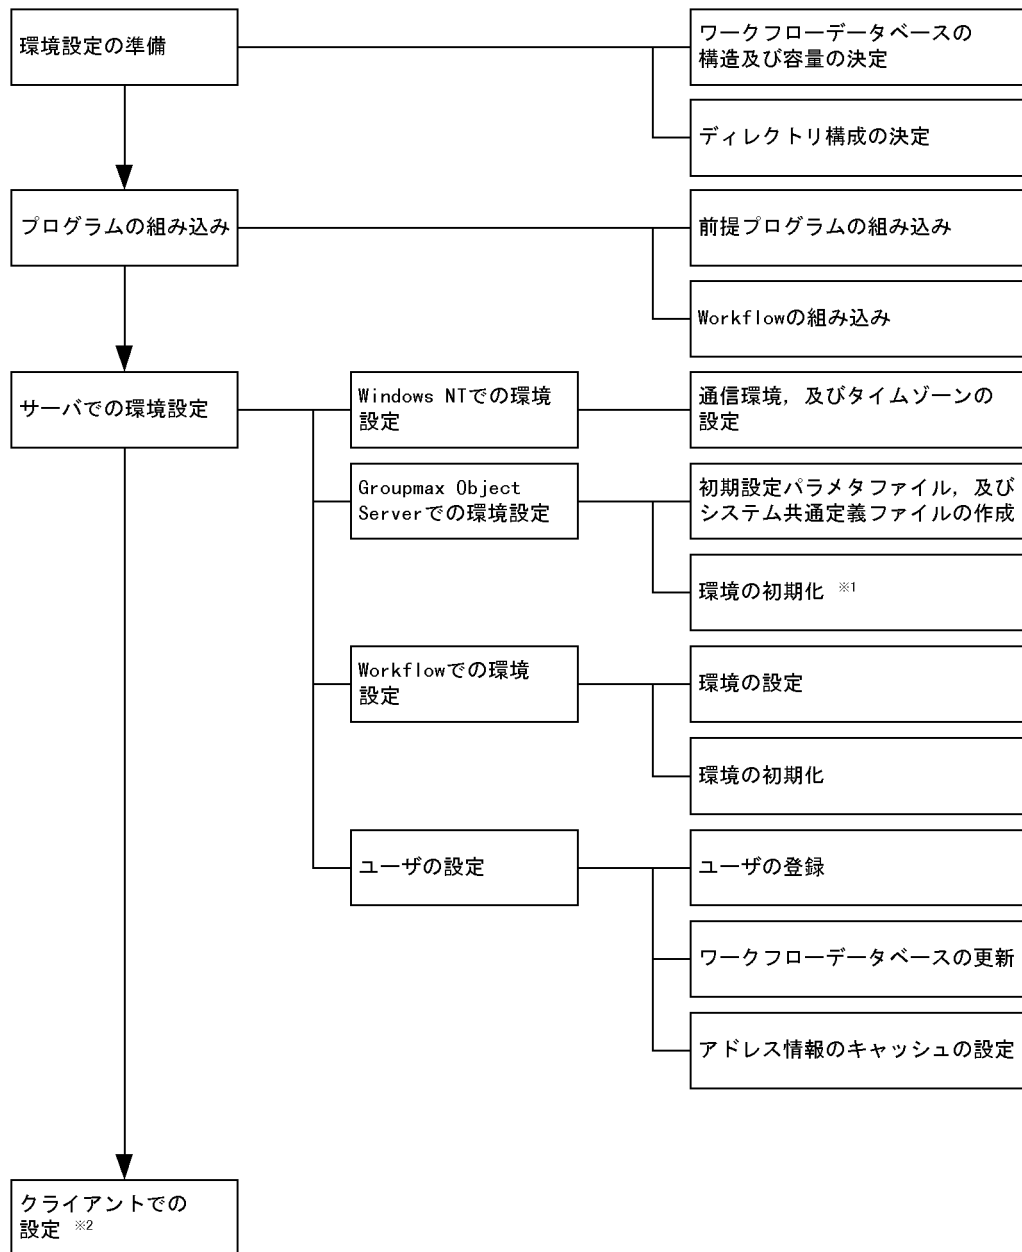 環境設定の準備
ワークフローデータベースの
構造及び容量の決定
ディレクトリ構成の決定
プログラムの組み込み
前提プログラムの組み込み
Workflowの組み込み
サーバでの環境設定
Windows NTでの環境
設定
通信環境，及びタイムゾーンの
設定
Groupmax Object
Serverでの環境設定
初期設定パラメタファイル，及び
システム共通定義ファイルの作成
環境の初期化 ※1
Workflowでの環境
設定
環境の設定
環境の初期化
ユーザの設定
ユーザの登録
ワークフローデータベースの更新
アドレス情報のキャッシュの設定
クライアントでの
設定 ※2